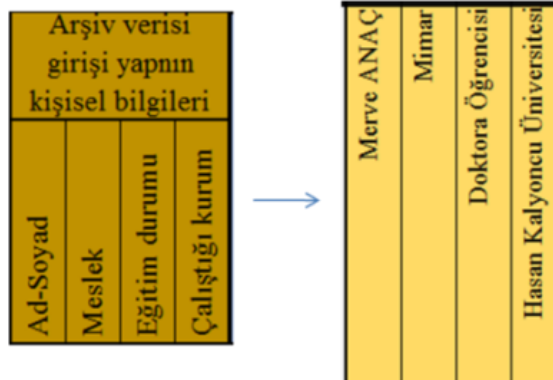 Arşiv verisi
girişi yapnın
kişisel bilgileri
Ad-Soyad
Meslek
Eğitim durumu
Çalıştığı kurum
Merve ANAÇ
Mimar
Doktora Öğrencisi
Hasan Kalyoncu Üniversitesi